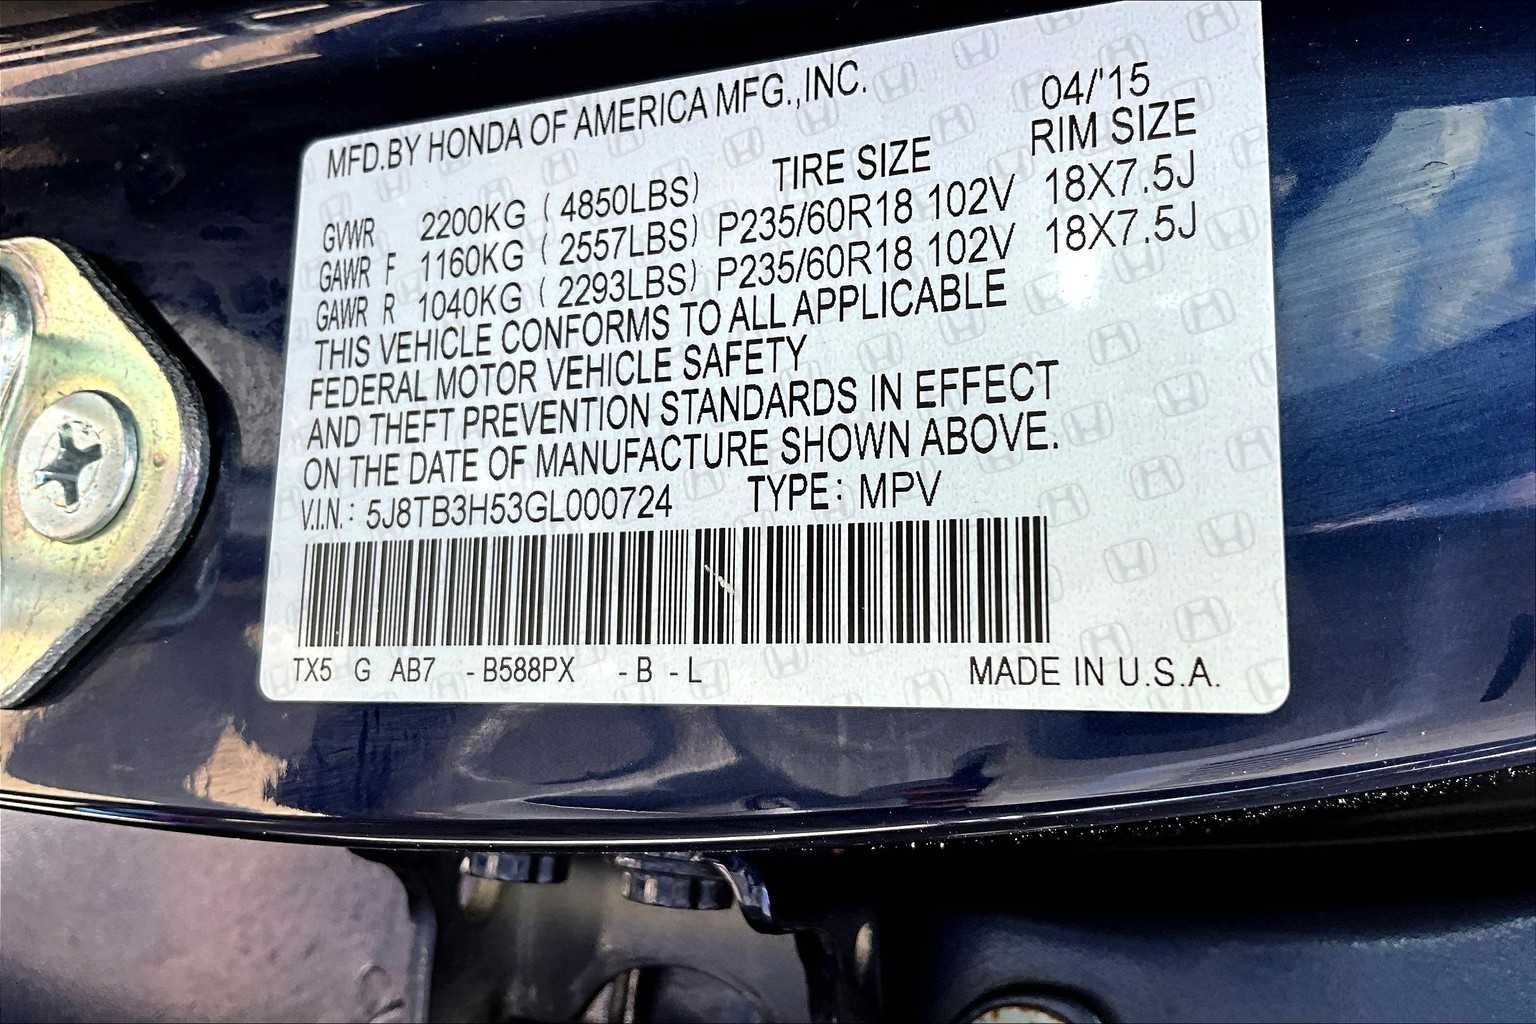 MFD.BY HONDA OF AMERICA MFG.,INC. 04/'15
TIRE SIZE RIM SIZE
GVWR 2200KG ( 4850LBS)
GAWR F 1160KG ( 2557LBS) P235/60R18 102V 18X7.5J
GAWR R 1040KG ( 2293LBS) P235/60R18 102V 18X7.5J
THIS VEHICLE CONFORMS TO ALL APPLICABLE
FEDERAL MOTOR VEHICLE SAFETY
AND THEFT PREVENTION STANDARDS IN EFFECT
ON THE DATE OF MANUFACTURE SHOWN ABOVE.
V.I.N.: 5J8TB3H53GL000724 TYPE: MPV
TX5 G AB7 -B588PX -B -L MADE IN U.S.A.